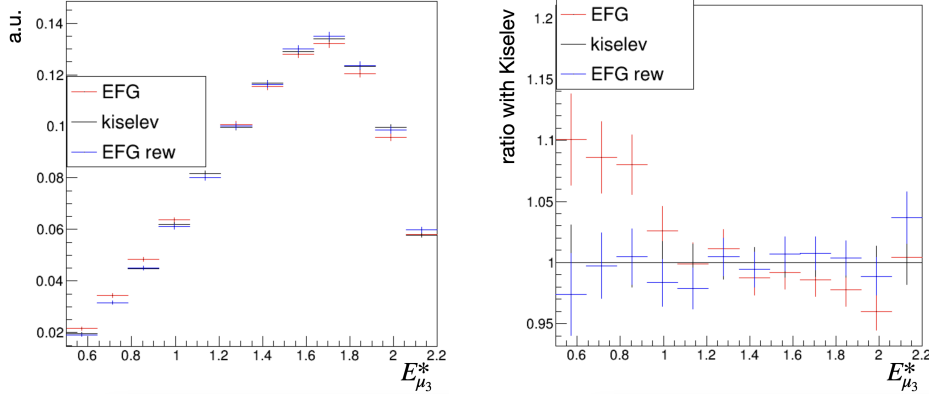 a.u.
0.14
0.12
0.1
0.08
0.06
0.04
0.02
EFG
kiselev
EFG rew
0.6 0.8 1 1.2 1.4 1.6 1.8 2 2.2
E*μ3
ratio with Kiselev
1.2
1.15
1.1
1.05
1
0.95
EFG
kiselev
EFG rew
0.6 0.8 1 1.2 1.4 1.6 1.8 2 2.2
E*μ3